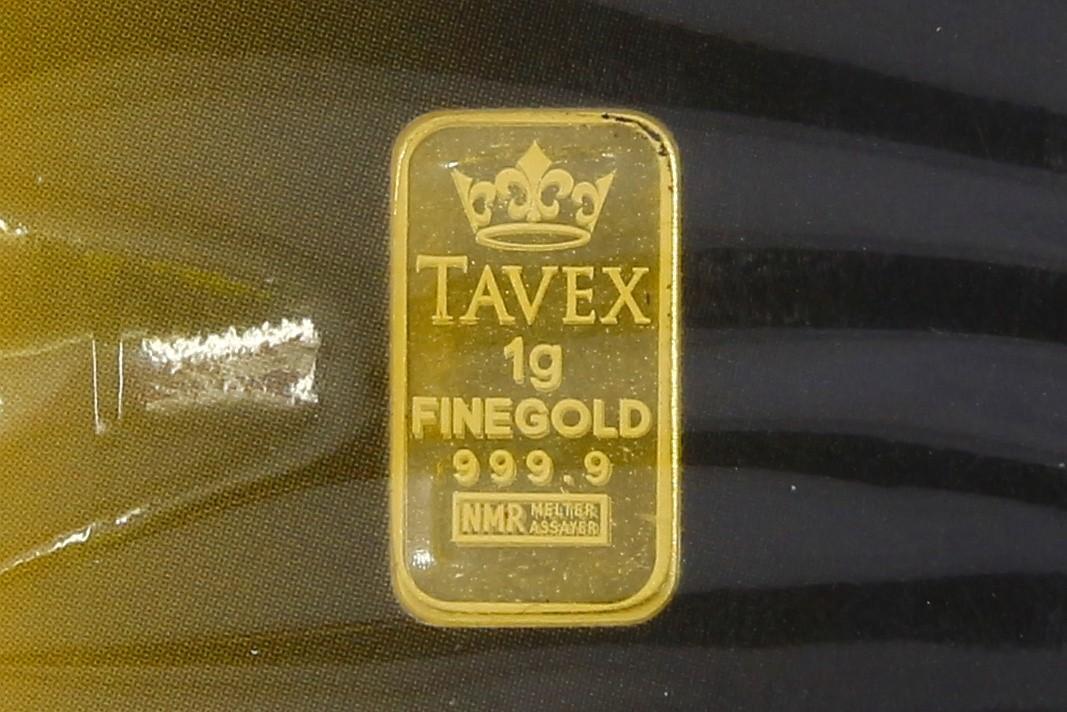 TAVEX
1g
FINEGOLD
999.9
NMR MELTER
ASSAYER